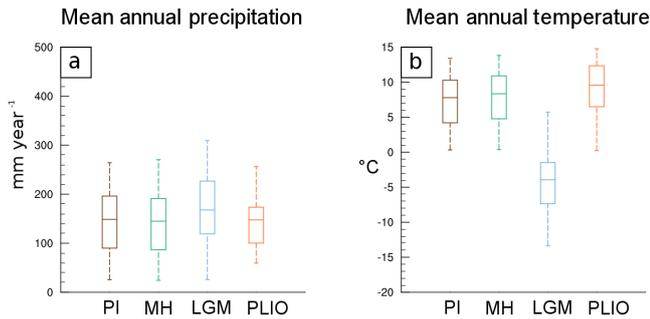 Mean annual precipitation
Mean annual temperature
500
a
400
300
200
100
0
mm year⁻¹
PI MH LGM PLIO
15
b
10
5
0
-5
-10
-15
-20
°C
PI MH LGM PLIO